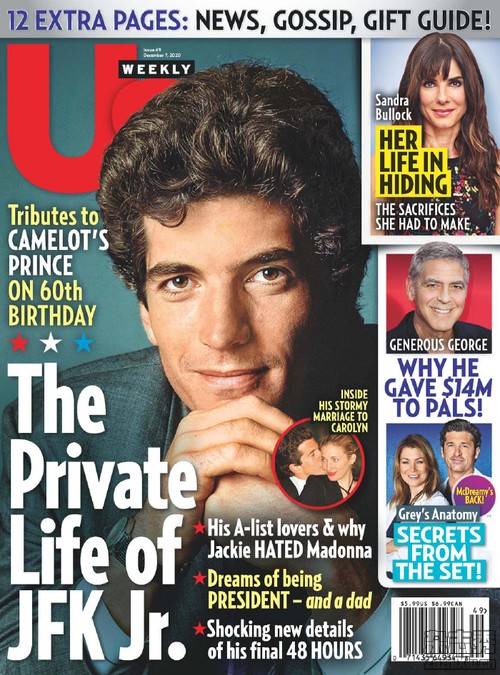 12 EXTRA PAGES: NEWS, GOSSIP, GIFT GUIDE!
Us
Issue 49
December 7, 2020
WEEKLY
Sandra
Bullock
HER
LIFE IN
HIDING
THE SACRIFICES
SHE HAD TO MAKE
Tributes to
CAMELOT'S
PRINCE
ON 60th
BIRTHDAY
GENEROUS GEORGE
WHY HE
GAVE $14M
TO PALS!
The
Private
Life of
JFK Jr.
INSIDE
HIS STORMY
MARRIAGE TO
CAROLYN
His A-list lovers & why
Jackie HATED Madonna
Dreams of being
PRESIDENT – and a dad
Shocking new details
of his final 48 HOURS
McDreamy's
BACK!
Grey's Anatomy
SECRETS
FROM
THE SET!
$5.99US $6.99CAN
49